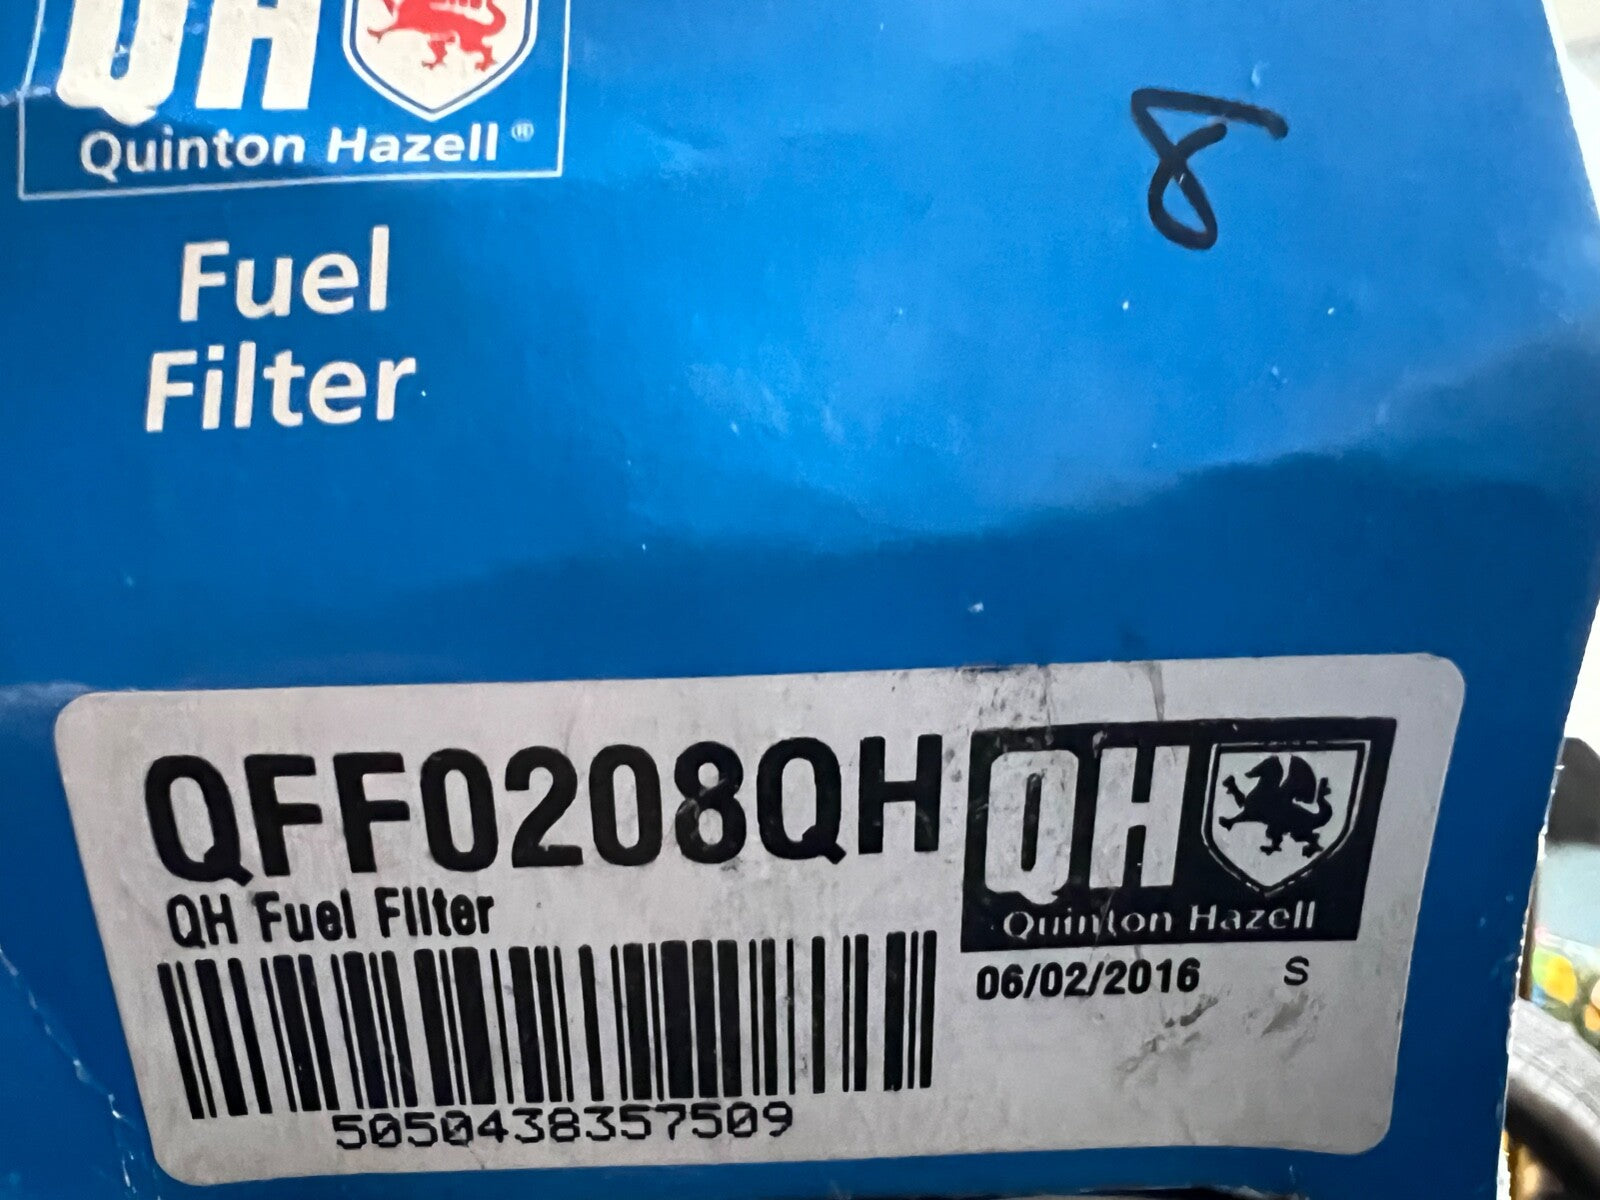 QH
Quinton Hazell ®
8
Fuel
Filter
QFF0208QH
QH
QH Fuel Filter
Quinton Hazell
06/02/2016 S
5050438357509